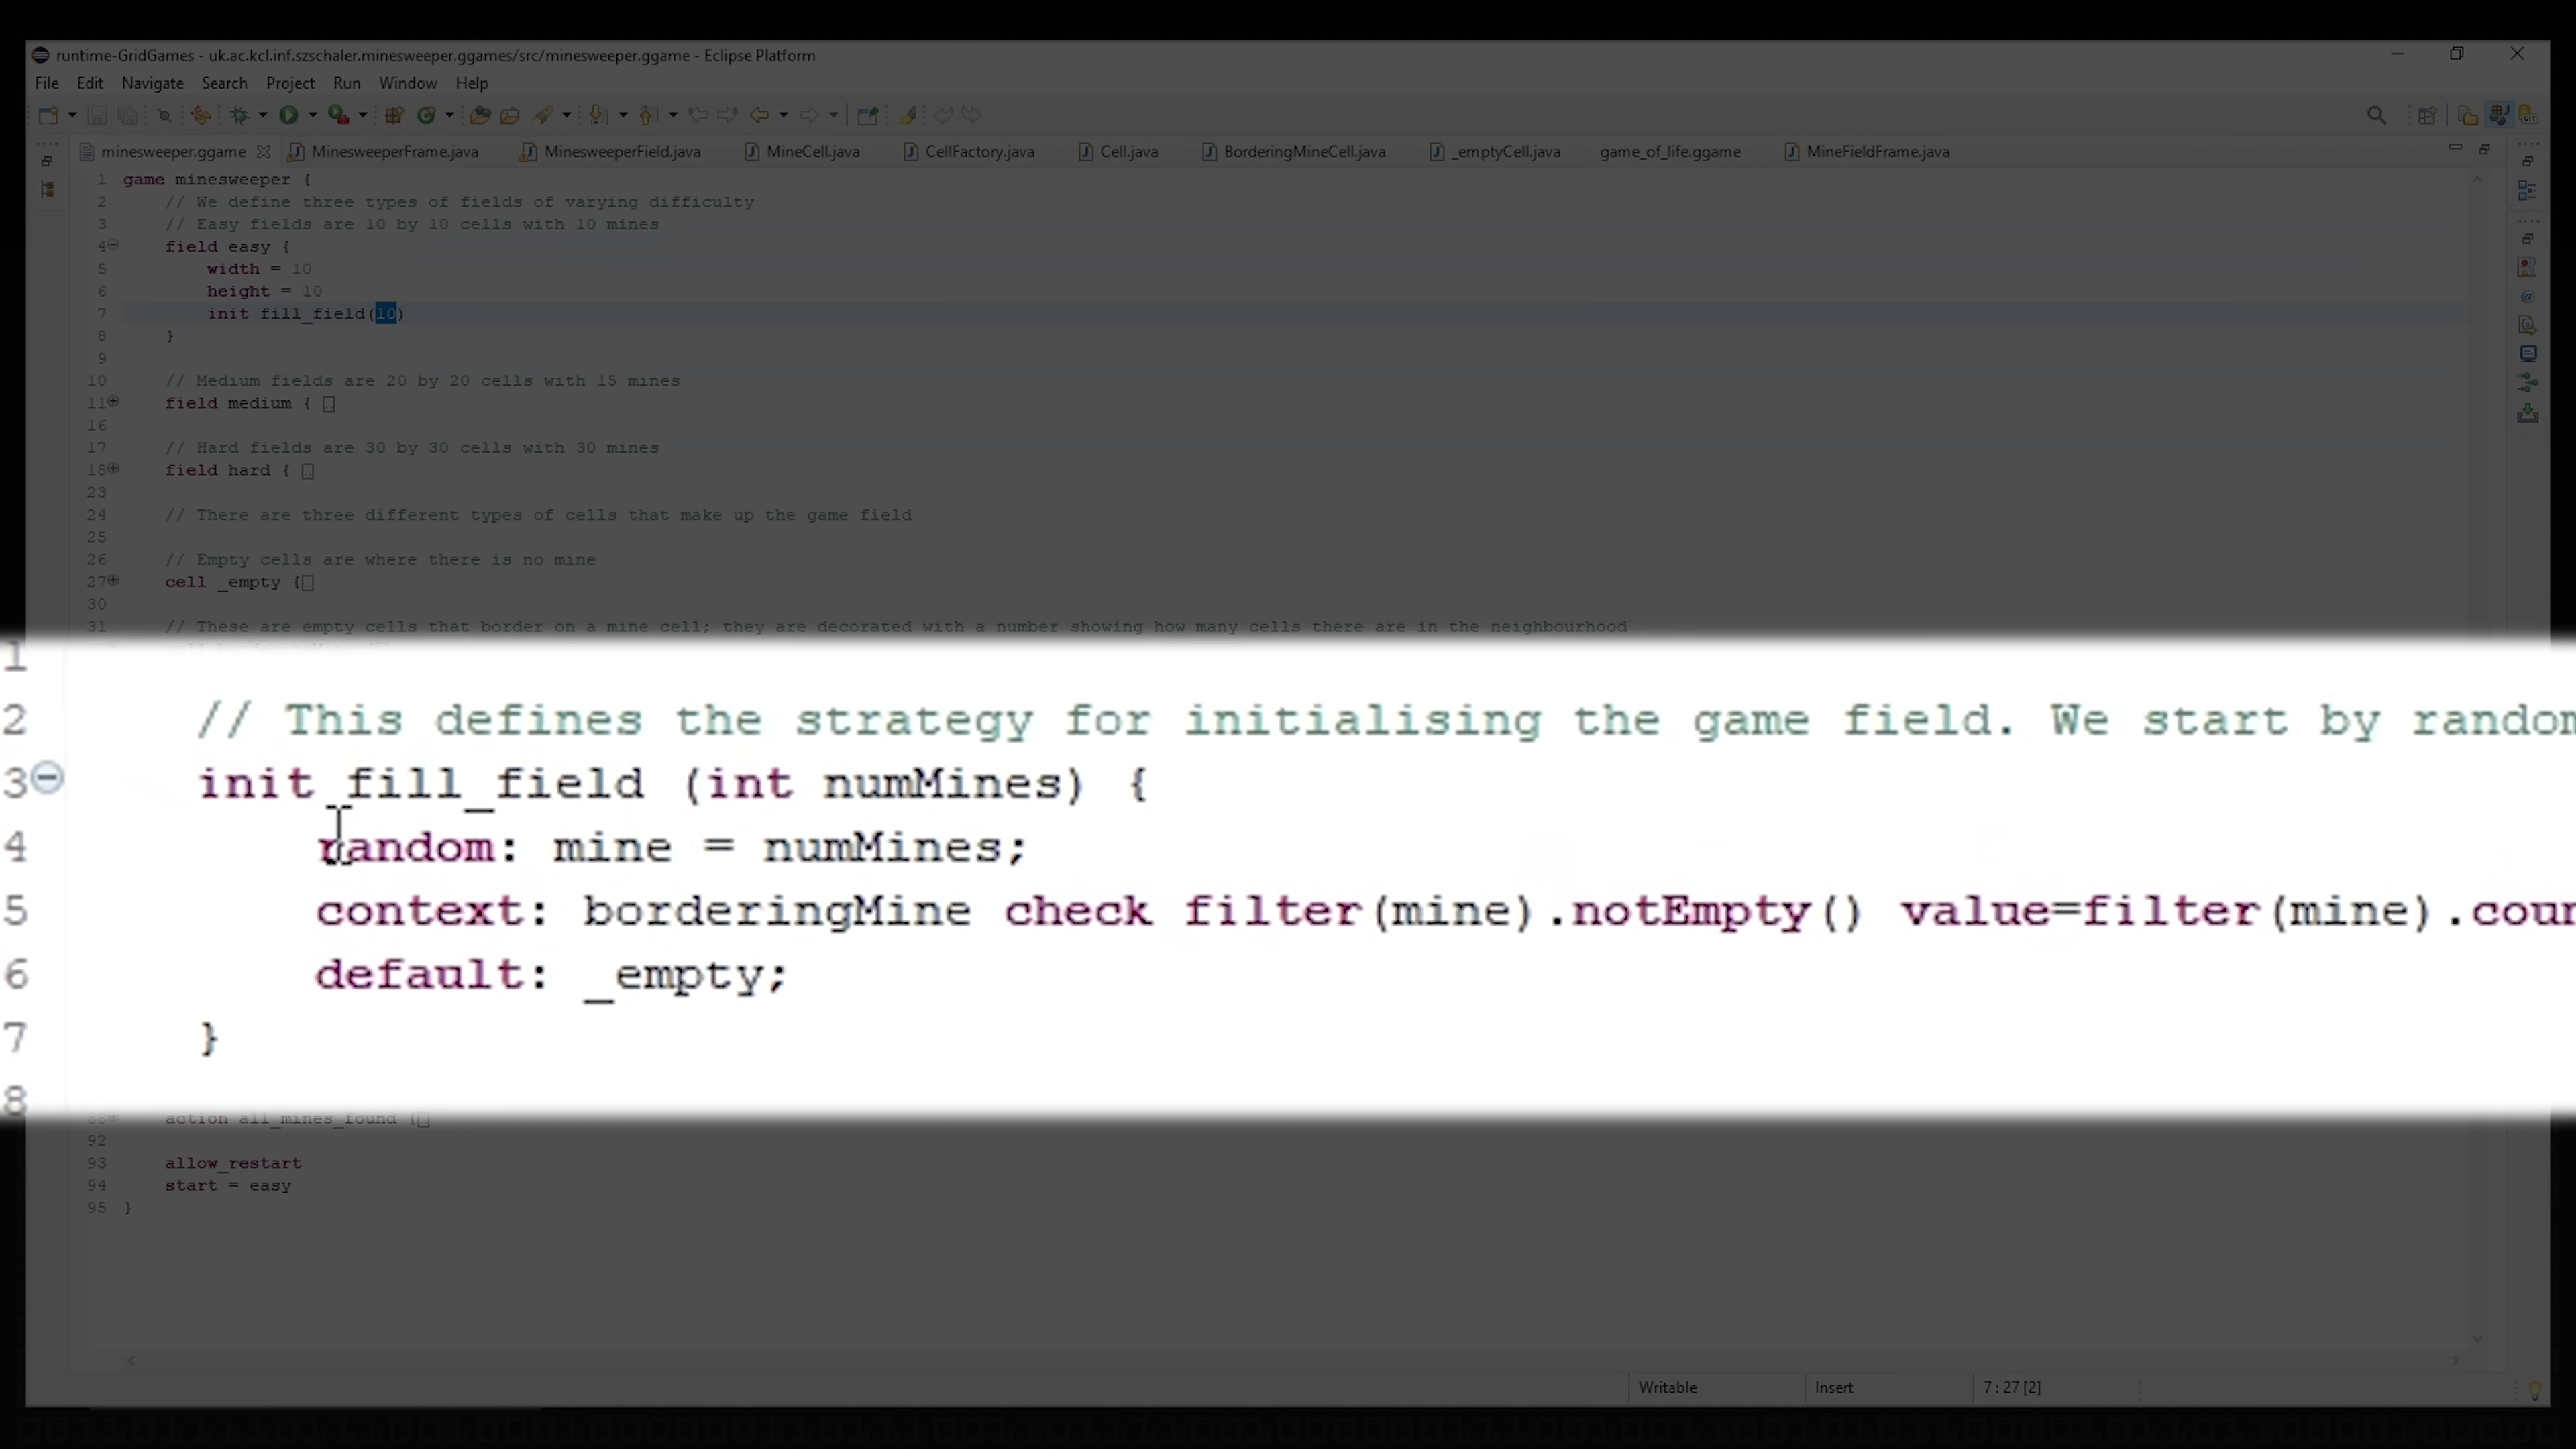 runtime-GridGames - uk.ac.kcl.inf.szschaler.minesweeper.ggames/src/minesweeper.ggame - Eclipse Platform
File Edit Navigate Search Project Run Window Help
minesweeper.ggame MinesweeperFrame.java MinesweeperField.java MineCell.java CellFactory.java Cell.java BorderingMineCell.java _emptyCell.java game_of_life.ggame MineFieldFrame.java
1 game minesweeper {
2 // We define three types of fields of varying difficulty
3 // Easy fields are 10 by 10 cells with 10 mines
4 field easy {
5 width = 10
6 height = 10
7 init fill_field(10)
8 }
9
10 // Medium fields are 20 by 20 cells with 15 mines
11 field medium {
16
17 // Hard fields are 30 by 30 cells with 30 mines
18 field hard {
23
24 // There are three different types of cells that make up the game field
25
26 // Empty cells are where there is no mine
27 cell _empty {
30
31 // These are empty cells that border on a mine cell; they are decorated with a number showing how many cells there are in the neighbourhood
1
2 // This defines the strategy for initialising the game field. We start by random
3 init fill_field (int numMines) {
4 random: mine = numMines;
5 context: borderingMine check filter(mine).notEmpty() value=filter(mine).coun
6 default: _empty;
7 }
8
action all_mines_found {
92
93 allow_restart
94 start = easy
95 }
Writable Insert 7 : 27 [2]